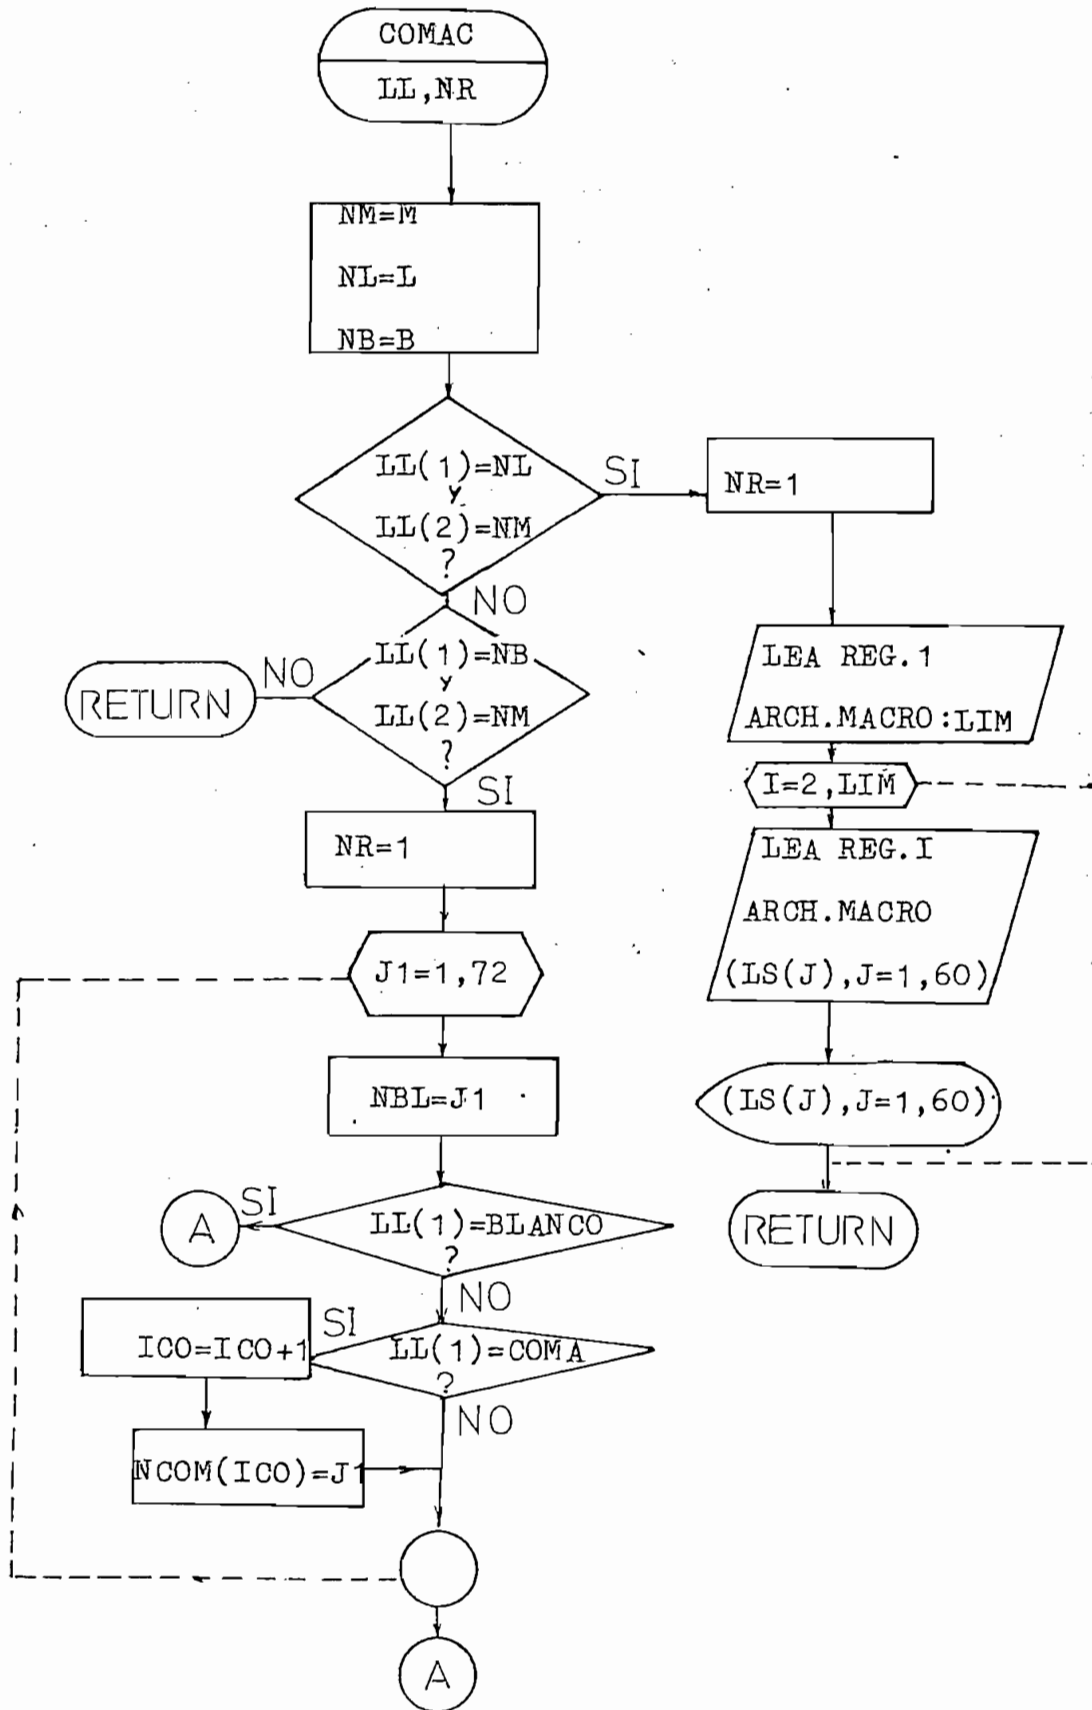 COMAC
LL,NR
NM=M
NL=L
NB=B
LL(1)=NL
Y
LL(2)=NM
?
SI
NR=1
NO
LL(1)=NB
Y
LL(2)=NM
?
NO
RETURN
SI
LEA REG.1
ARCH.MACRO:LIM
I=2,LIM
LEA REG.I
ARCH.MACRO
(LS(J),J=1,60)
(LS(J),J=1,60)
RETURN
NR=1
J1=1,72
NBL=J1
LL(1)=BLANCO
?
SI
A
NO
LL(1)=COMA
?
SI
ICO=ICO+1
NO
NCOM(ICO)=J1
A